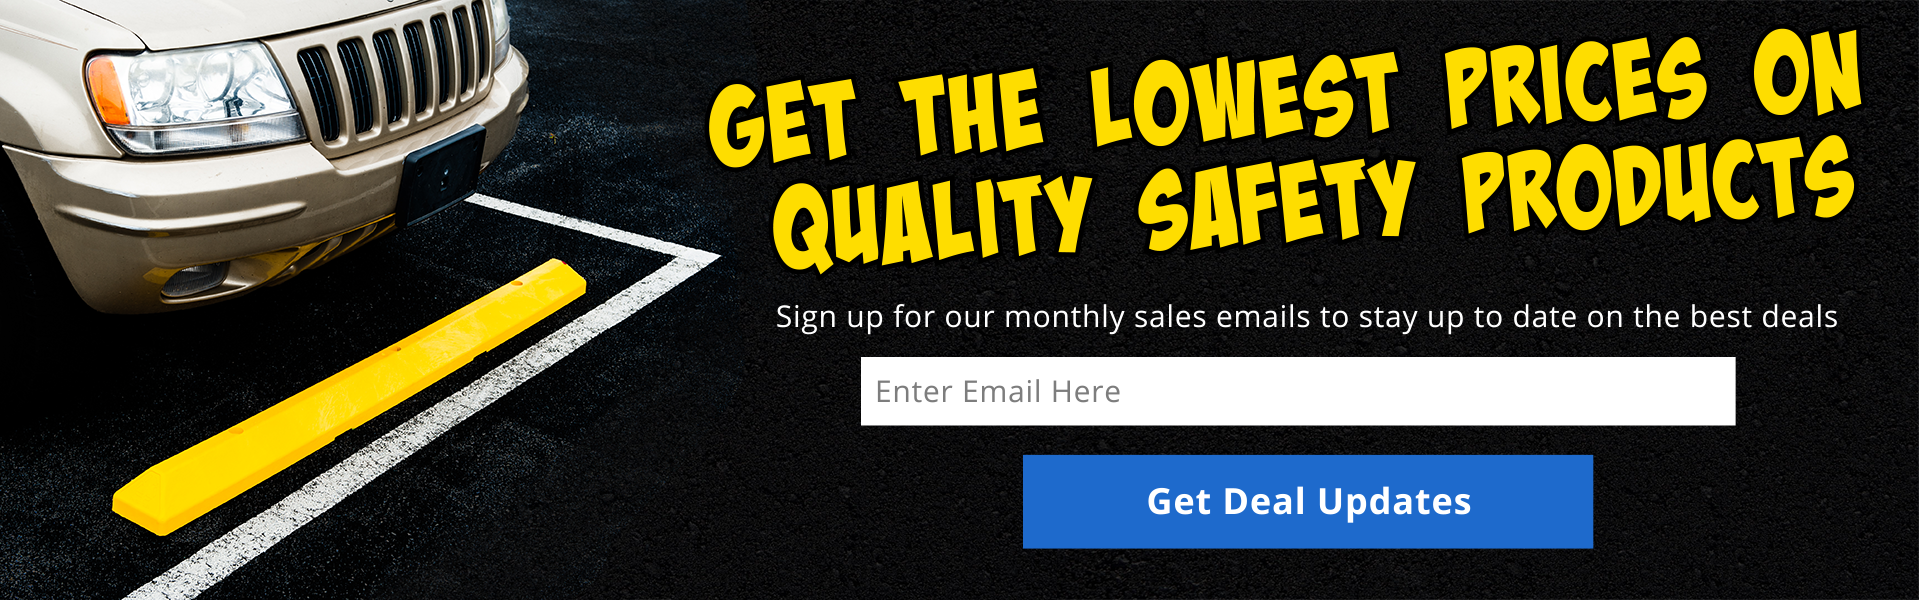 GET THE LOWEST PRICES ON
QUALITY SAFETY PRODUCTS
Sign up for our monthly sales emails to stay up to date on the best deals
Enter Email Here
Get Deal Updates